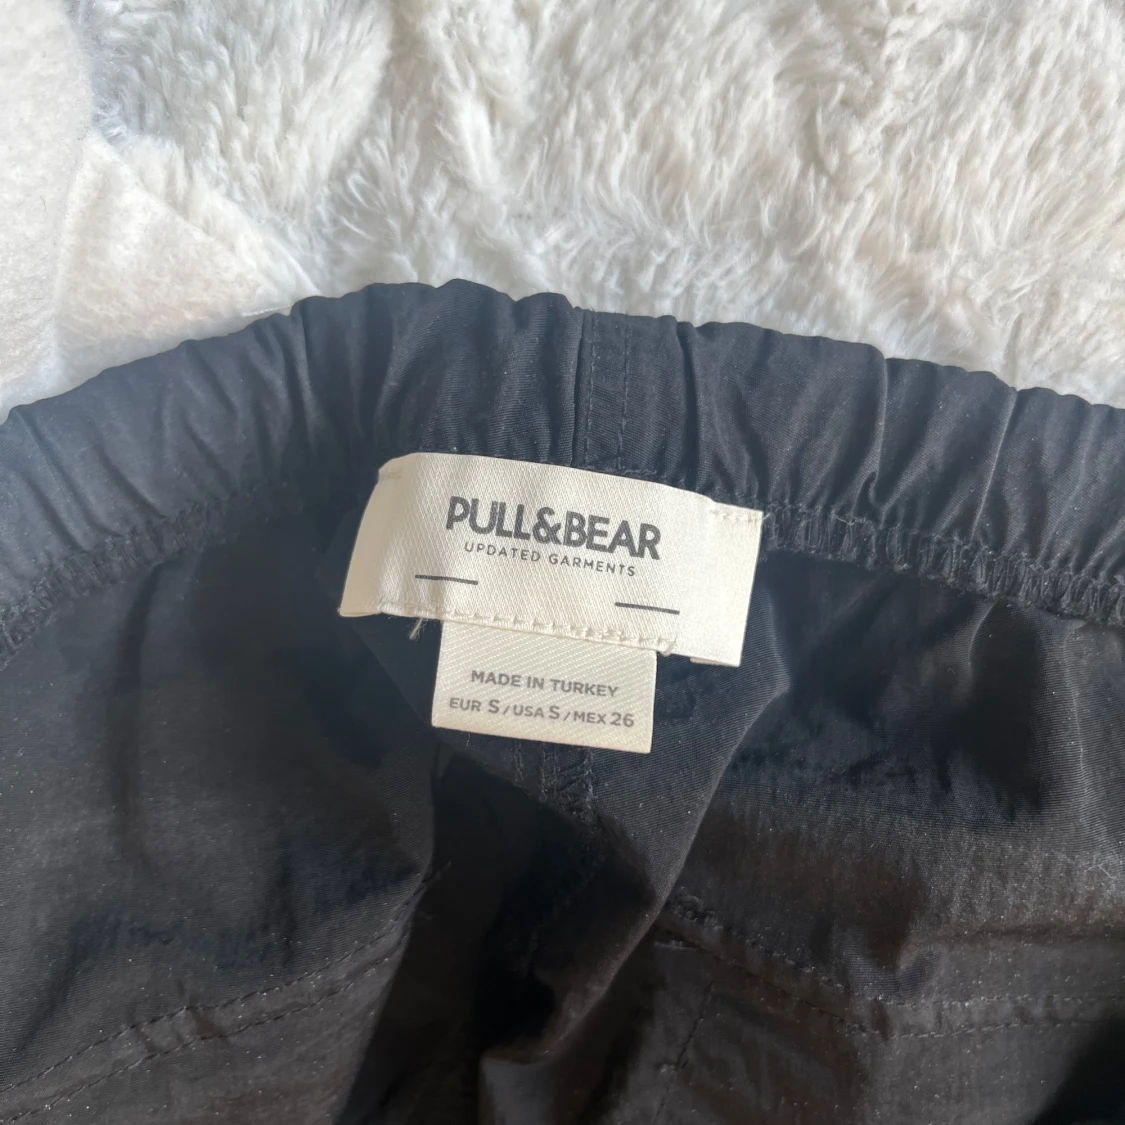 PULL&BEAR
UPDATED GARMENTS
MADE IN TURKEY
EUR S/USA S/MEX 26